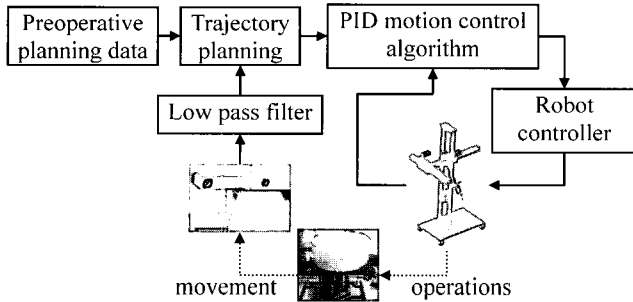 Preoperative
planning data
Trajectory
planning
PID motion control
algorithm
Low pass filter
Robot
controller
movement
operations